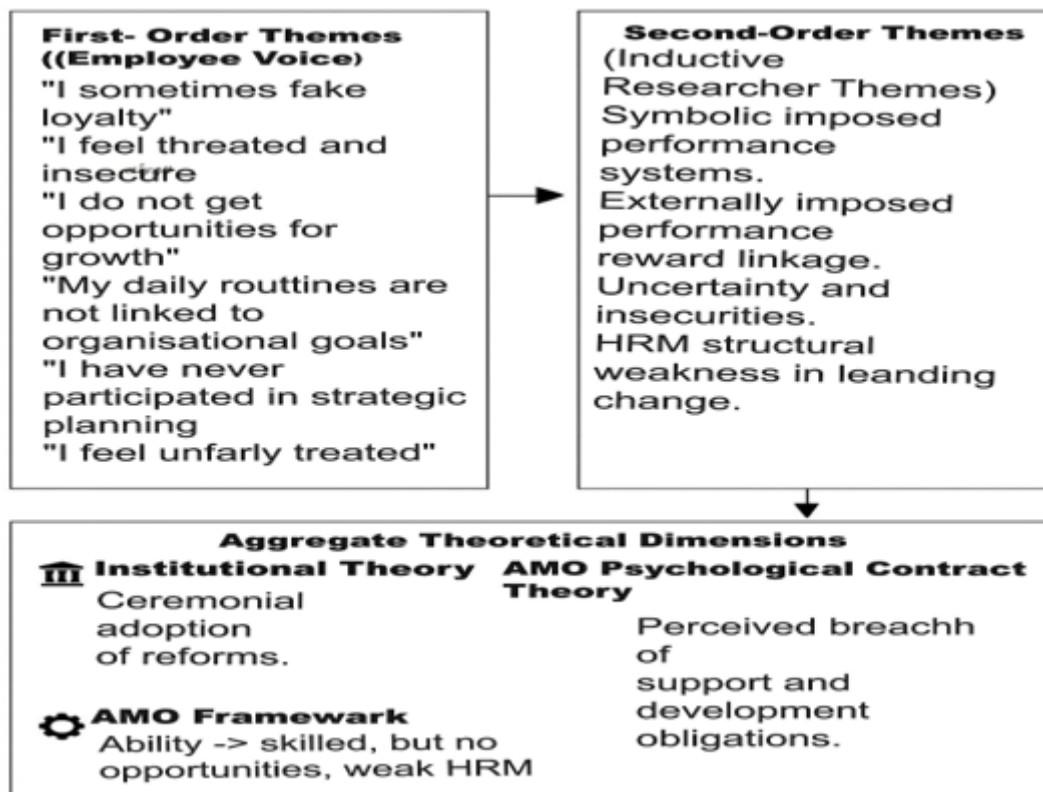 First- Order Themes
((Employee Voice)
"I sometimes fake
loyalty"
"I feel threated and
insecure
"I do not get
opportunities for
growth"
"My daily routtines are
not linked to
organisational goals"
"I have never
participated in strategic
planning
"I feel unfarly treated"
Second-Order Themes
(Inductive
Researcher Themes)
Symbolic imposed
performance
systems.
Externally imposed
performance
reward linkage.
Uncertainty and
insecurities.
HRM structural
weakness in leanding
change.
Aggregate Theoretical Dimensions
Institutional Theory
Ceremonial
adoption
of reforms.
AMO Framewark
Ability -> skilled, but no
opportunities, weak HRM
AMO Psychological Contract
Theory
Perceived breachh
of
support and
development
obligations.